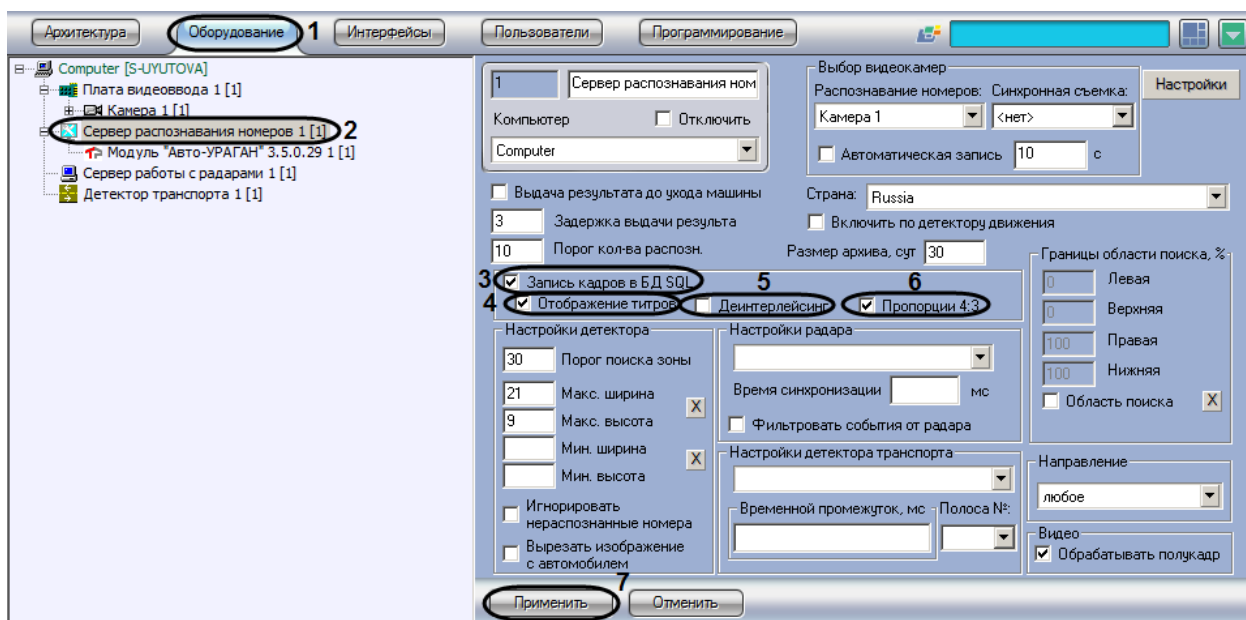 Архитектура Оборудование 1 Интерфейсы Пользователи Программирование
Computer [S-UYUTOVA]
Плата видеоввода 1 [1]
Камера 1 [1]
Сервер распознавания номеров 1 [1] 2
Модуль "Авто-УРАГАН" 3.5.0.29 1 [1]
Сервер работы с радарами 1 [1]
Детектор транспорта 1 [1]
1 Сервер распознавания ном
Компьютер Отключить
Computer
Выбор видеокамер
Распознавание номеров: Синхронная съемка:
Камера 1 <нет>
Автоматическая запись 10 с
Настройки
Выдача результата до ухода машины
3 Задержка выдачи результа
10 Порог кол-ва распозн.
Страна: Russia
Включить по детектору движения
Размер архива, сут 30
3 Запись кадров в БД SQL 5 6
4 Отображение титров Деинтерлейсинг Пропорции 4:3
Границы области поиска, %
0 Левая
0 Верхняя
100 Правая
100 Нижняя
Область поиска X
Настройки детектора
30 Порог поиска зоны
21 Макс. ширина
X
9 Макс. высота
Мин. ширина
X
Мин. высота
Игнорировать
нераспознанные номера
Вырезать изображение
с автомобилем
Настройки радара
Время синхронизации мс
Фильтровать события от радара
Настройки детектора транспорта
Временной промежуток, мс Полоса №:
Направление
любое
Видео
Обрабатывать полукадр
7
Применить Отменить